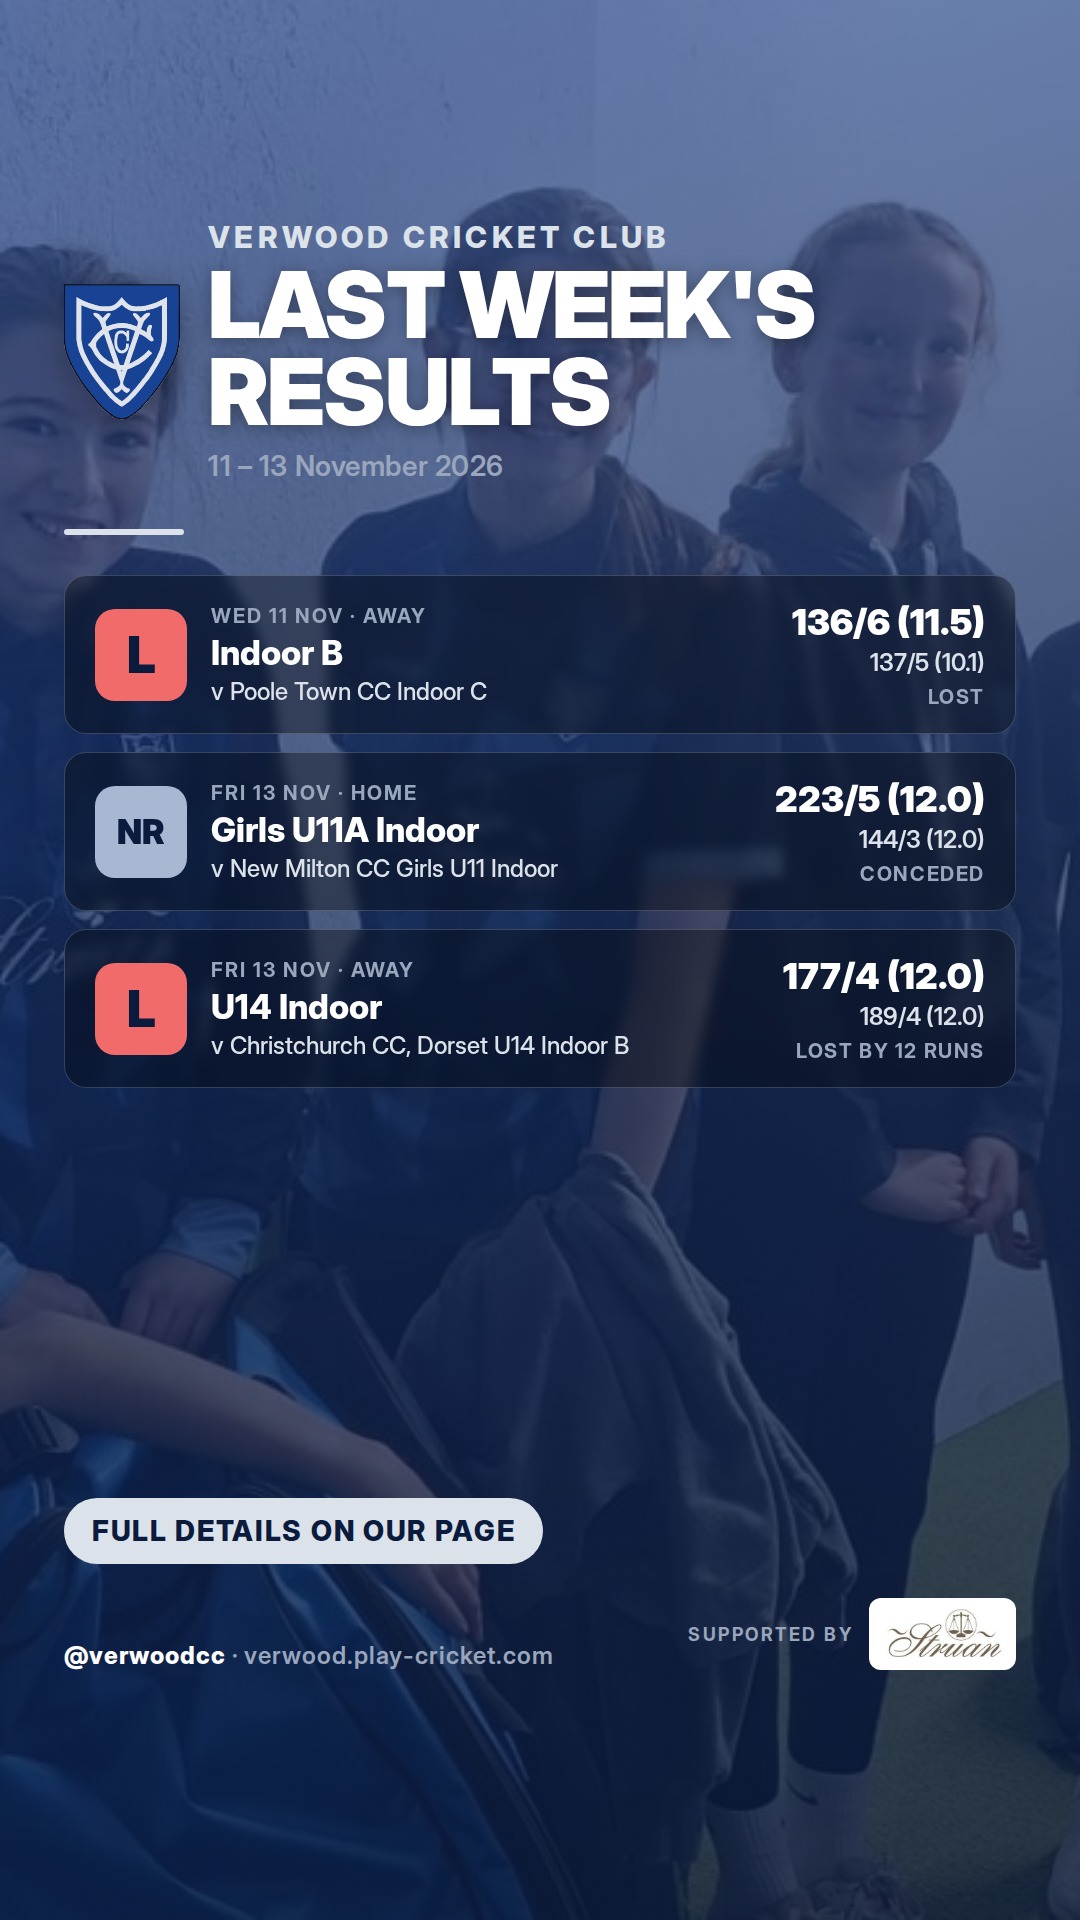 VERWOOD CRICKET CLUB
LAST WEEK'S
RESULTS
11 – 13 November 2026
L
WED 11 NOV · AWAY
Indoor B
v Poole Town CC Indoor C
136/6 (11.5)
137/5 (10.1)
LOST
NR
FRI 13 NOV · HOME
Girls U11A Indoor
v New Milton CC Girls U11 Indoor
223/5 (12.0)
144/3 (12.0)
CONCEDED
L
FRI 13 NOV · AWAY
U14 Indoor
v Christchurch CC, Dorset U14 Indoor B
177/4 (12.0)
189/4 (12.0)
LOST BY 12 RUNS
FULL DETAILS ON OUR PAGE
@verwoodcc · verwood.play-cricket.com
SUPPORTED BY
Struan